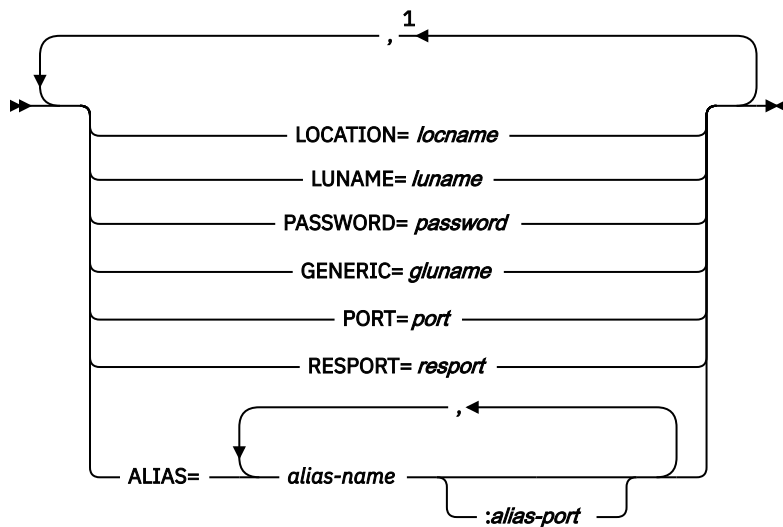 1
,
LOCATION= locname
LUNAME= luname
PASSWORD= password
GENERIC= gluname
PORT= port
RESPORT= resport
,
ALIAS= alias-name
:alias-port